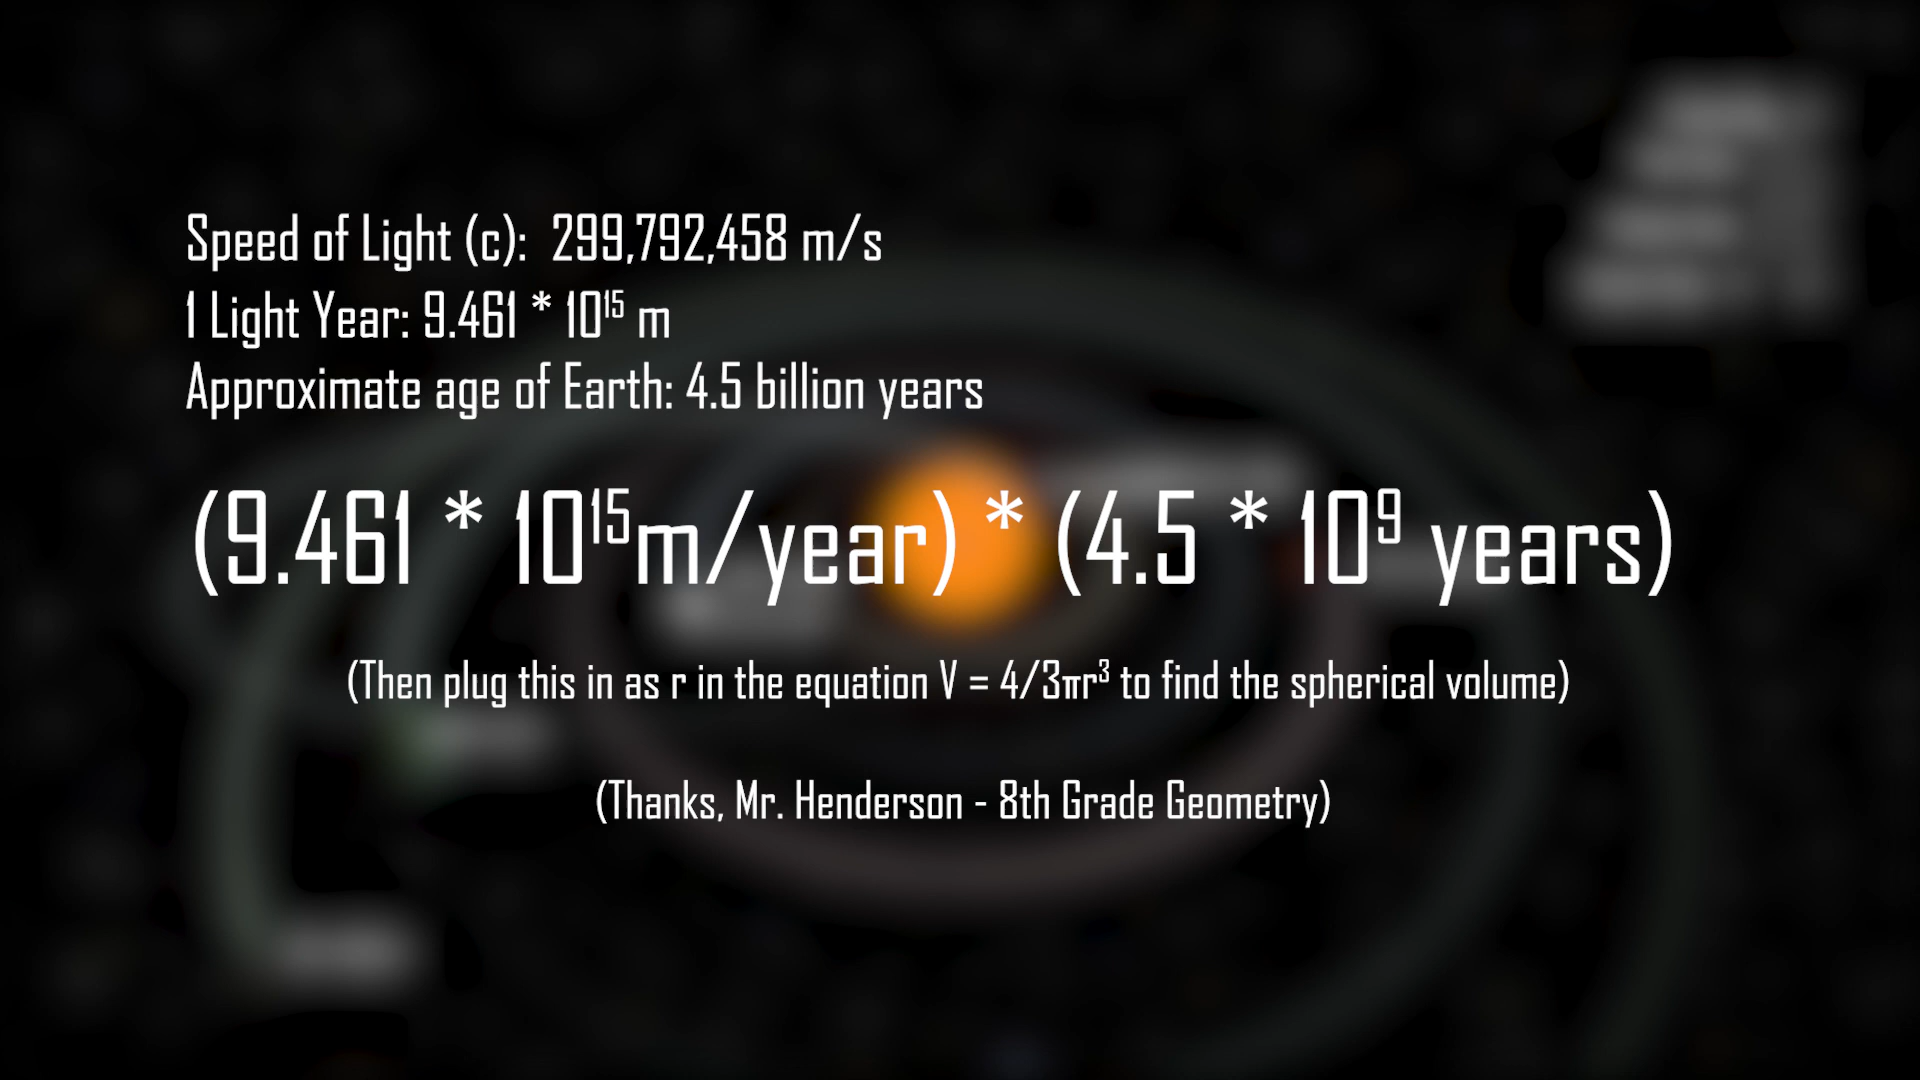 Speed of Light (c): 299,792,458 m/s
1 Light Year: 9.461 * 10¹⁵ m
Approximate age of Earth: 4.5 billion years
(9.461 * 10¹⁵m/year) * (4.5 * 10⁹ years)
(Then plug this in as r in the equation V = 4/3πr³ to find the spherical volume)
(Thanks, Mr. Henderson - 8th Grade Geometry)